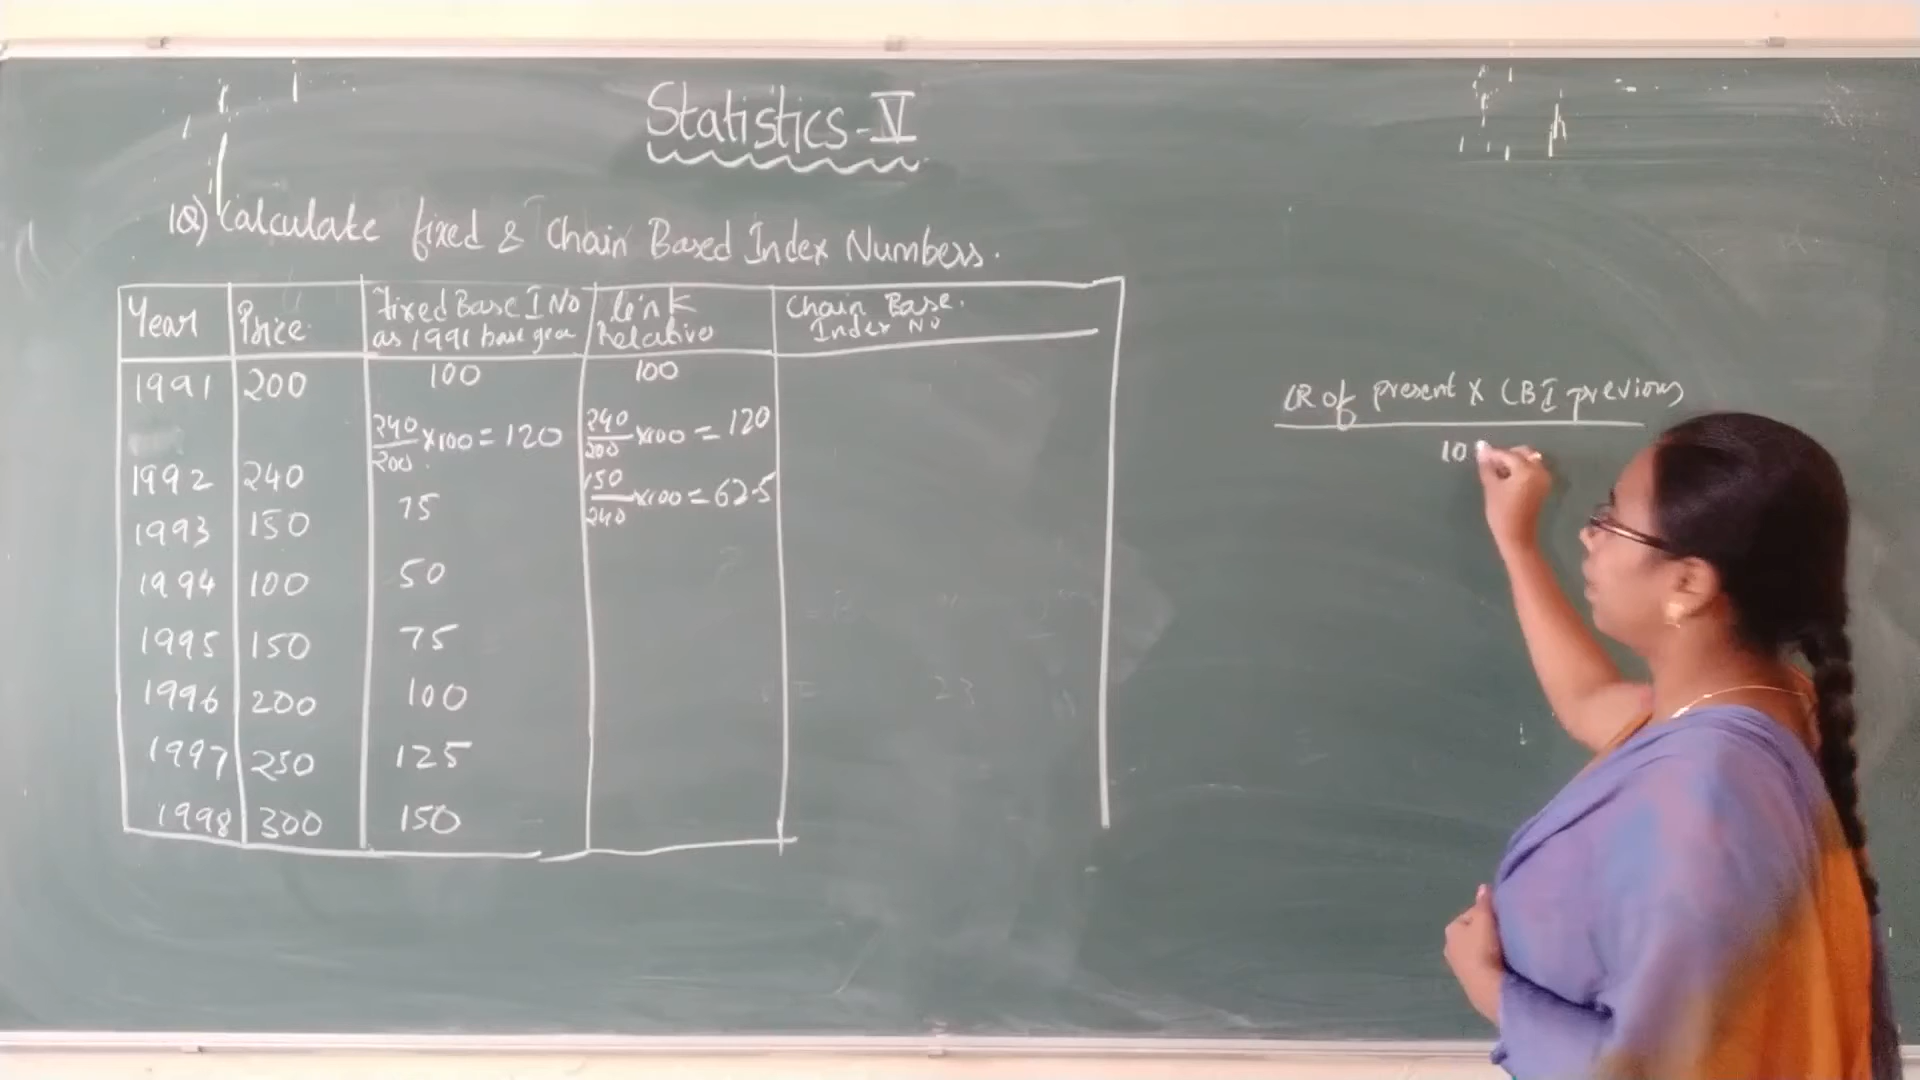 Statistics-V
1Q) Calculate fixed & Chain Based Index Numbers.
Year Price Fixed Base I No as 1991 base year Link Relative Chain Base Index No
1991 200 100 100
1992 240 240/200 ×100 = 120 240/200 ×100 = 120
1993 150 75 150/240 ×100 = 62.5
1994 100 50
1995 150 75
1996 200 100
1997 250 125
1998 300 150
LR of present × CBI previous
10